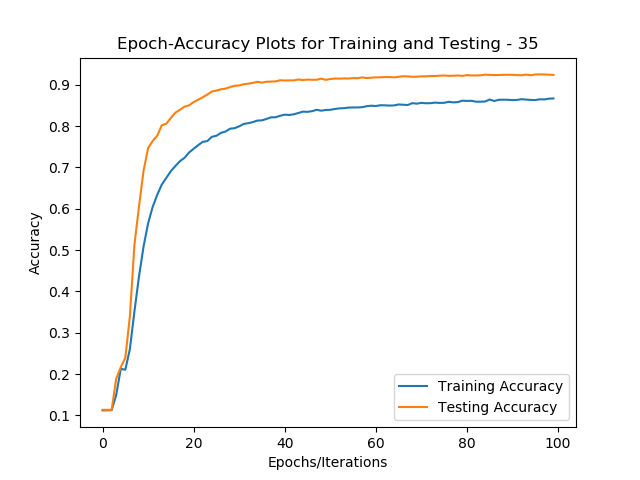 Epoch-Accuracy Plots for Training and Testing - 35
Accuracy
0.9
0.8
0.7
0.6
0.5
0.4
0.3
0.2
0.1
Training Accuracy
Testing Accuracy
0 20 40 60 80 100
Epochs/Iterations